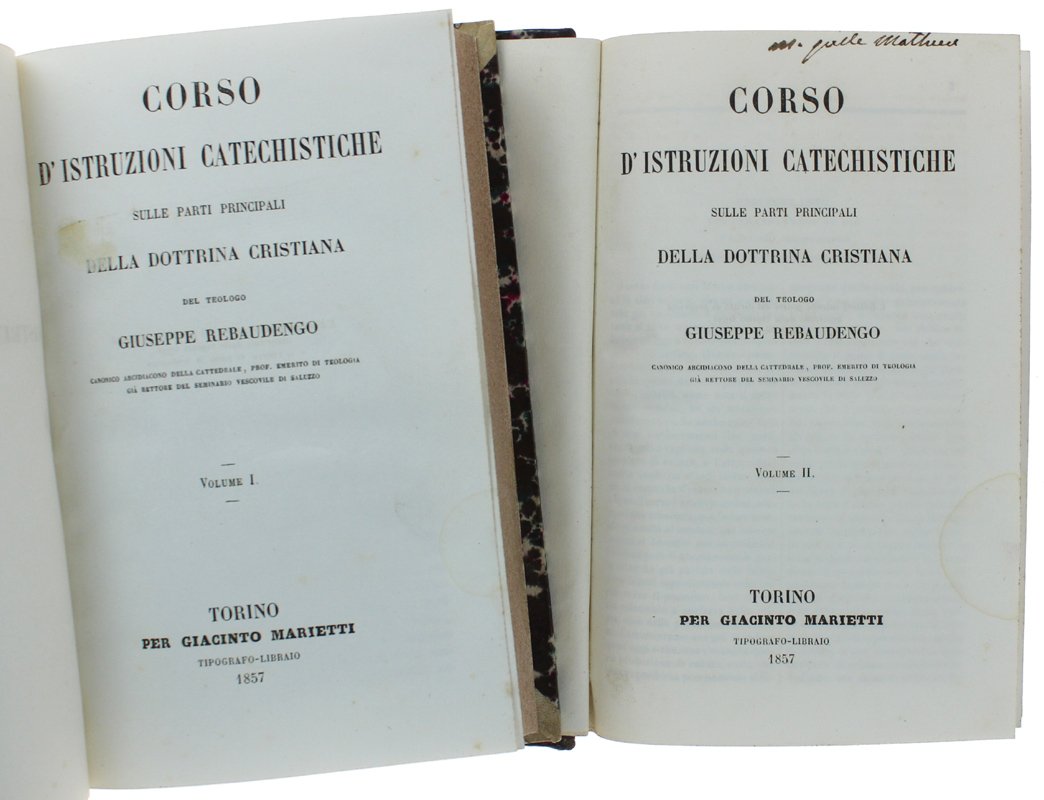 CORSO
D' ISTRUZIONI CATECHISTICHE
SULLE PARTI PRINCIPALI
DELLA DOTTRINA CRISTIANA
DEL TEOLOGO
GIUSEPPE REBAUDENGO
CANONICO ARCIDIACONO DELLA CATTEDRALE, PROF. EMERITO DI TEOLOGIA
GIÀ RETTORE DEL SEMINARIO VESCOVILE DI SALUZZO
VOLUME I.
TORINO
PER GIACINTO MARIETTI
TIPOGRAFO-LIBRAIO
1857
CORSO
D' ISTRUZIONI CATECHISTICHE
SULLE PARTI PRINCIPALI
DELLA DOTTRINA CRISTIANA
DEL TEOLOGO
GIUSEPPE REBAUDENGO
CANONICO ARCIDIACONO DELLA CATTEDRALE, PROF. EMERITO DI TEOLOGIA
GIÀ RETTORE DEL SEMINARIO VESCOVILE DI SALUZZO
VOLUME II.
TORINO
PER GIACINTO MARIETTI
TIPOGRAFO-LIBRAIO
1857